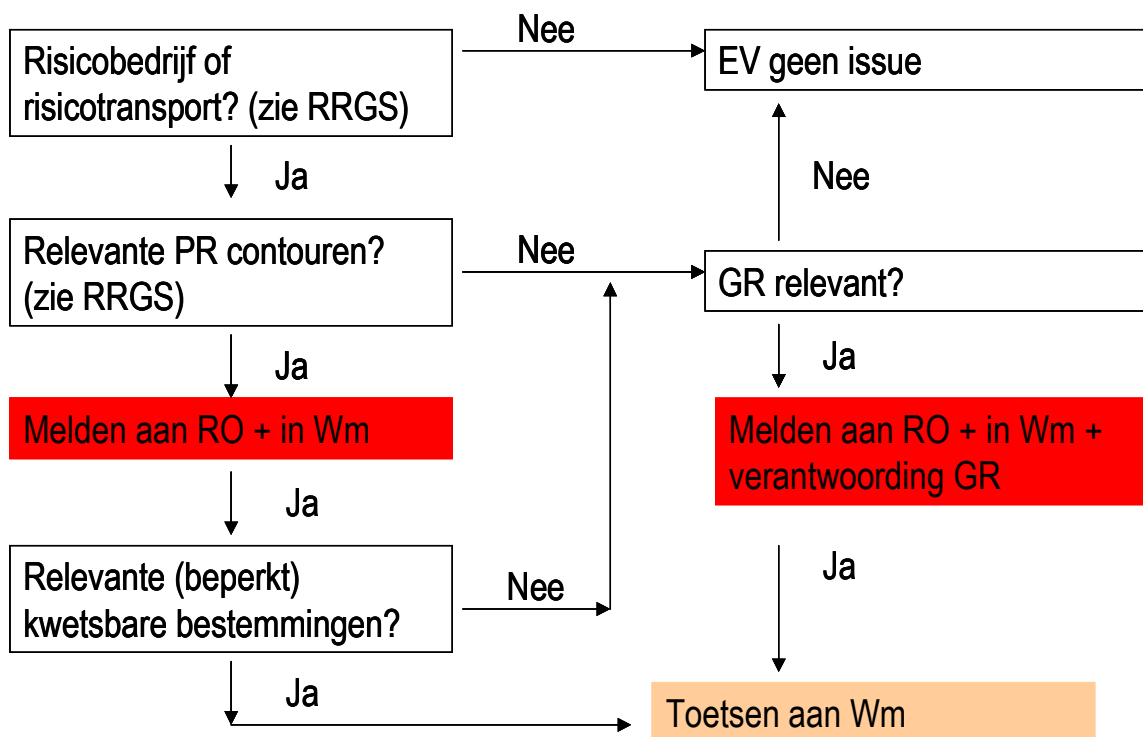 Nee
Risicobedrijf of
risicotransport? (zie RRGS)
EV geen issue
Ja
Nee
Relevante PR contouren?
(zie RRGS)
Nee
GR relevant?
Ja
Ja
Melden aan RO + in Wm
Melden aan RO + in Wm +
verantwoording GR
Ja
Ja
Relevante (beperkt)
kwetsbare bestemmingen?
Nee
Ja
Toetsen aan Wm